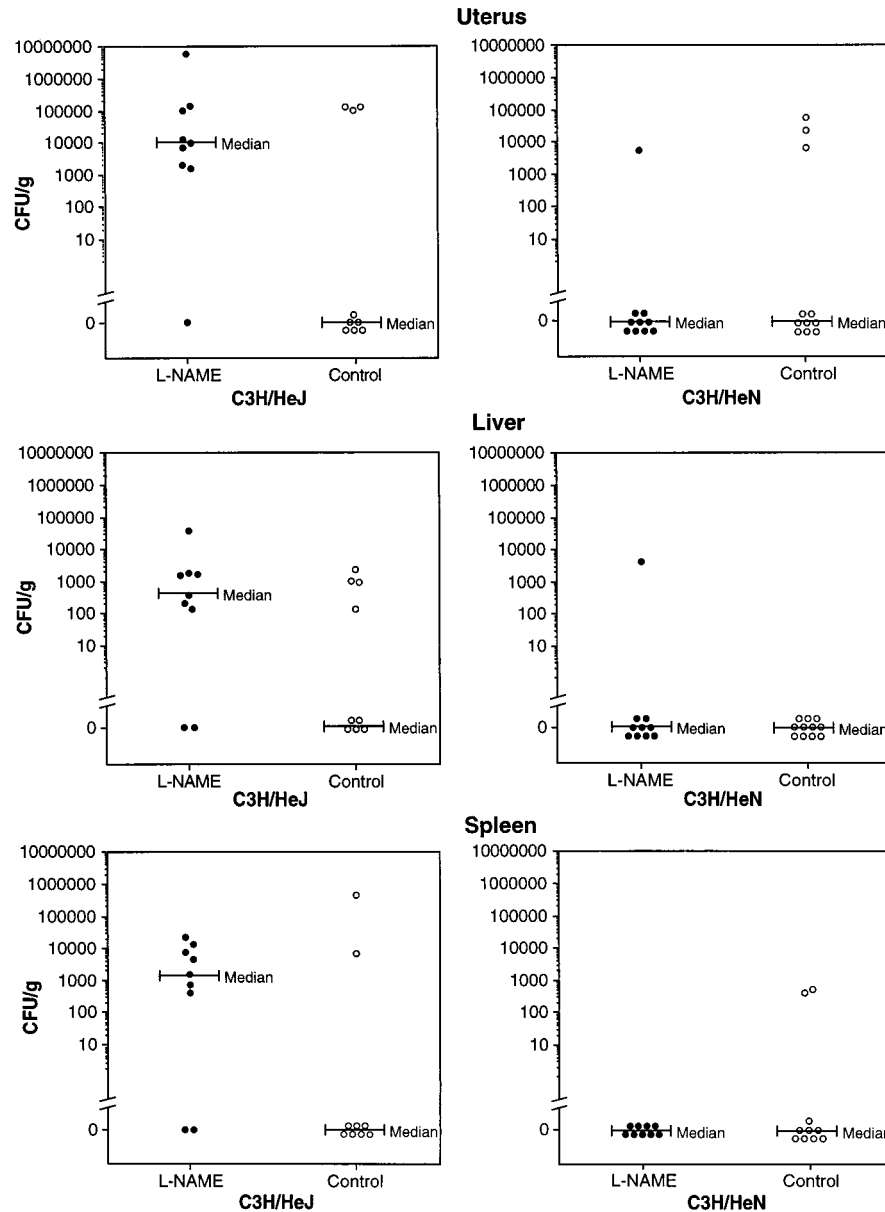 Uterus
10000000
1000000
100000
10000
1000
100
10
0
CFU/g
Median
Median
L-NAME
Control
C3H/HeJ
10000000
1000000
100000
10000
1000
100
10
0
Median
Median
L-NAME
Control
C3H/HeN
Liver
10000000
1000000
100000
10000
1000
100
10
0
CFU/g
Median
Median
L-NAME
Control
C3H/HeJ
10000000
1000000
100000
10000
1000
100
10
0
Median
Median
L-NAME
Control
C3H/HeN
Spleen
10000000
1000000
100000
10000
1000
100
10
0
CFU/g
Median
Median
L-NAME
Control
C3H/HeJ
10000000
1000000
100000
10000
1000
100
10
0
Median
Median
L-NAME
Control
C3H/HeN